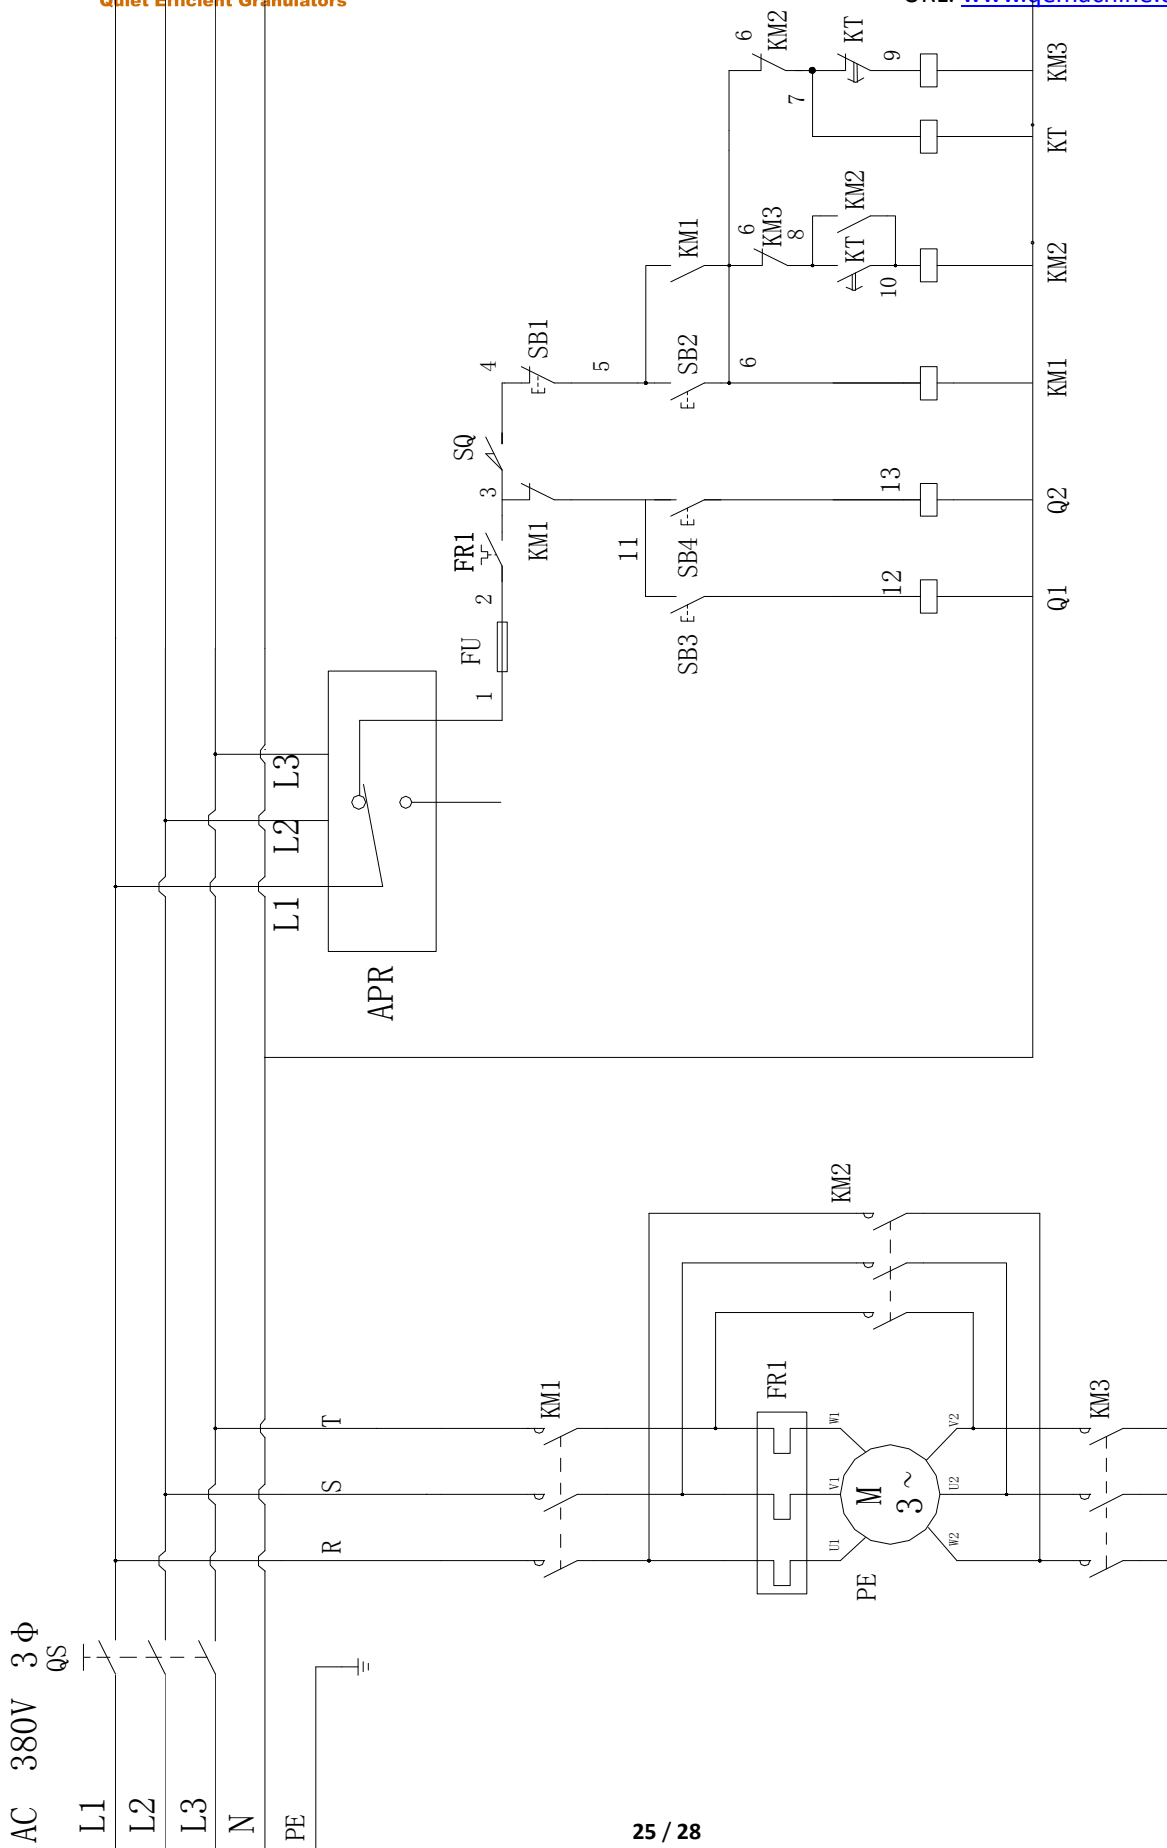 Quiet Efficient Granulators
URL: www.qemachine.c
AC 380V 3Φ
QS
L1
L2
L3
N
PE
R
S
T
KM1
FR1
U1
V1
W1
M
3~
PE
W2
U2
V2
KM2
KM3
APR
L1
L2
L3
1
FU
2
FR1
3
SQ
4
SB1
5
KM1
11
SB3
SB4
12
13
SB2
6
KM1
6
KM3
8
KT
KM2
10
6
KM2
7
KT
9
Q1
Q2
KM1
KM2
KT
KM3
25 / 28